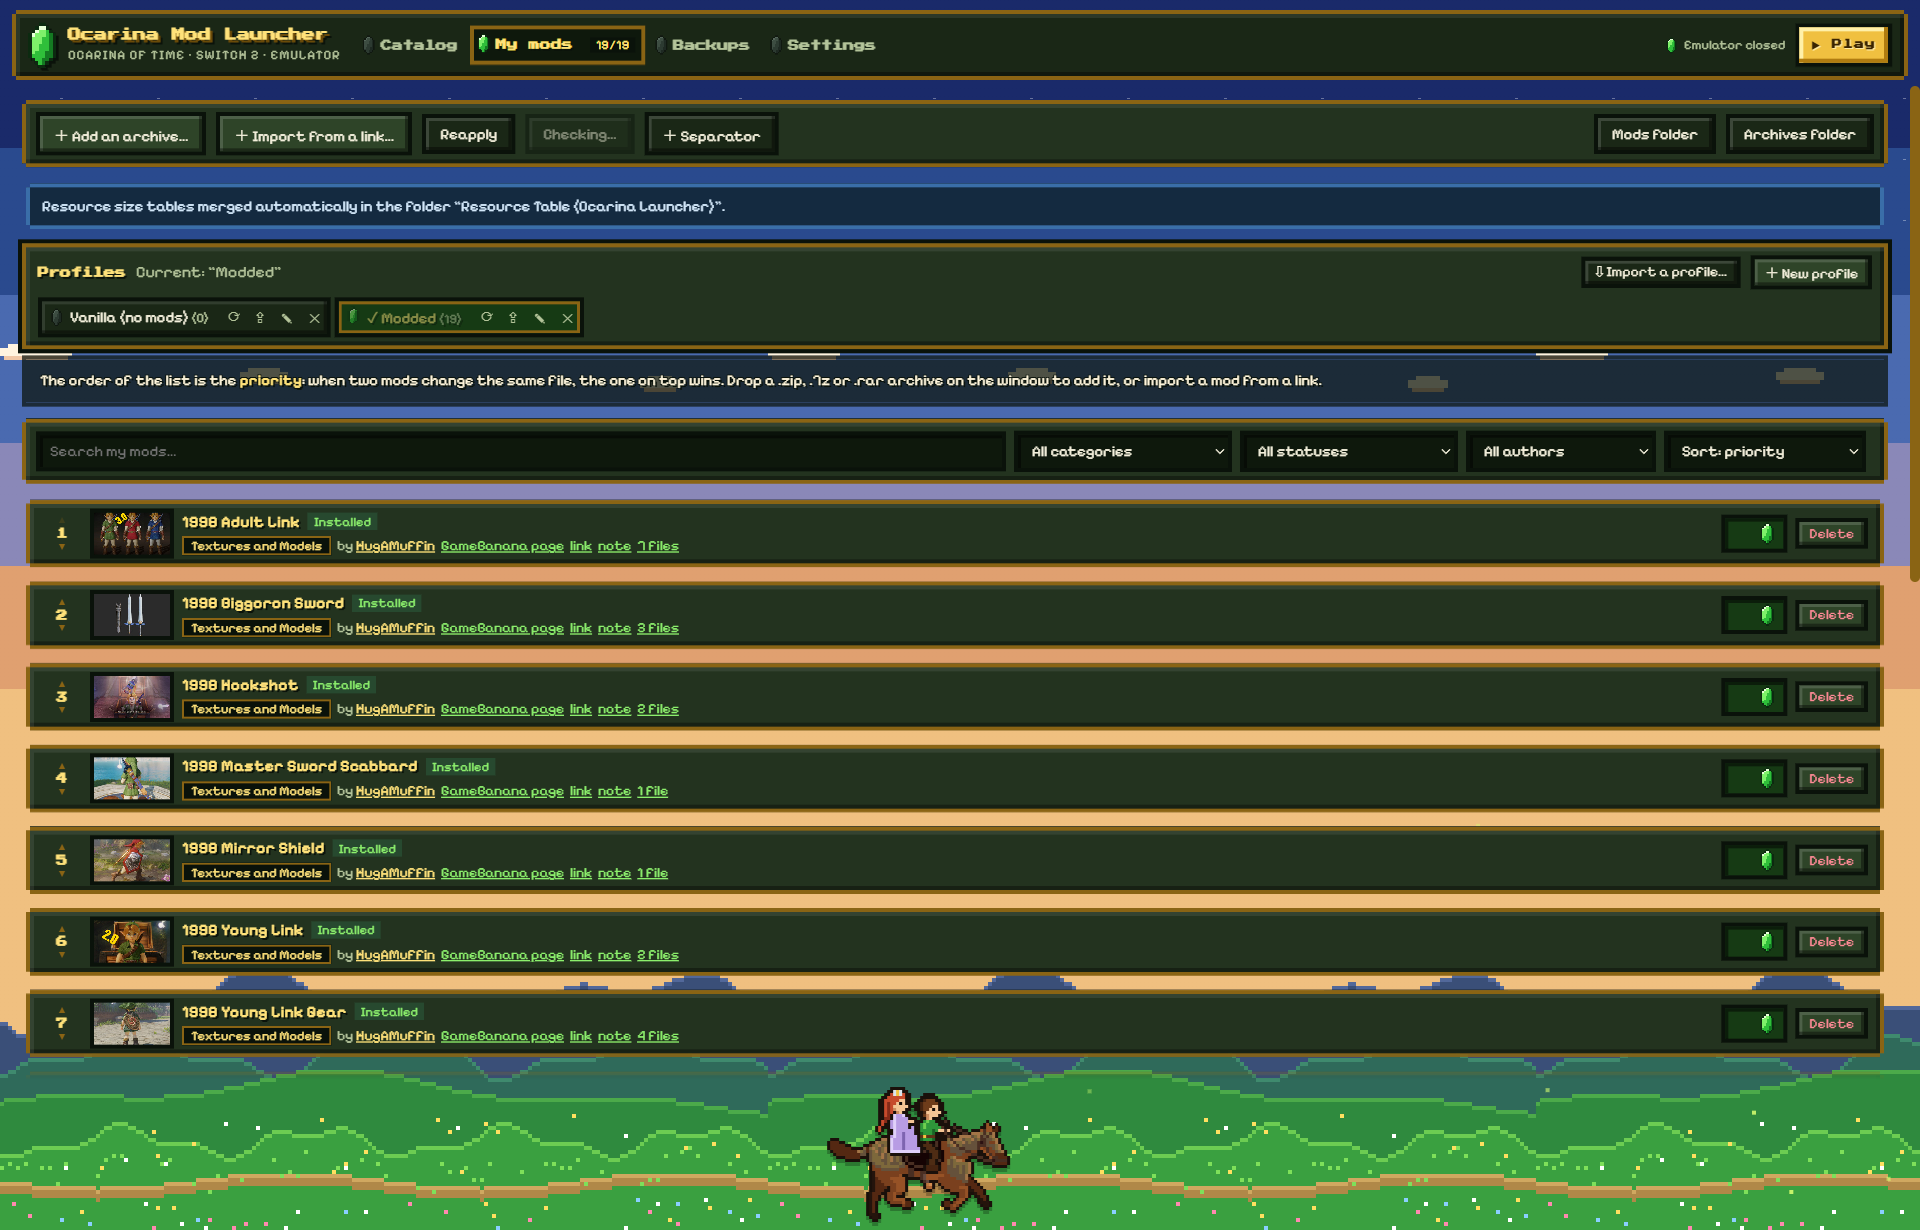 Ocarina Mod Launcher
OCARINA OF TIME · SWITCH 2 · EMULATOR
Catalog
My mods 19/19
Backups
Settings
Emulator closed
▸ Play
+ Add an archive...
+ Import from a link...
Reapply
Checking...
+ Separator
Mods folder
Archives folder
Resource size tables merged automatically in the folder “Resource Table (Ocarina Launcher)”.
Profiles Current: “Modded”
⇩ Import a profile...
+ New profile
Vanilla (no mods) (0)
✓ Modded (19)
The order of the list is the priority: when two mods change the same file, the one on top wins. Drop a .zip, .7z or .rar archive on the window to add it, or import a mod from a link.
Search my mods...
All categories
All statuses
All authors
Sort: priority
1
1998 Adult Link Installed
3.0
Textures and Models by HugAMuffin GameBanana page link note 7 files
Delete
2
1998 Biggoron Sword Installed
Textures and Models by HugAMuffin GameBanana page link note 3 files
Delete
3
1998 Hookshot Installed
Textures and Models by HugAMuffin GameBanana page link note 2 files
Delete
4
1998 Master Sword Scabbard Installed
Textures and Models by HugAMuffin GameBanana page link note 1 file
Delete
5
1998 Mirror Shield Installed
Textures and Models by HugAMuffin GameBanana page link note 1 file
Delete
6
1998 Young Link Installed
2.0
Textures and Models by HugAMuffin GameBanana page link note 2 files
Delete
7
1998 Young Link Gear Installed
Textures and Models by HugAMuffin GameBanana page link note 4 files
Delete